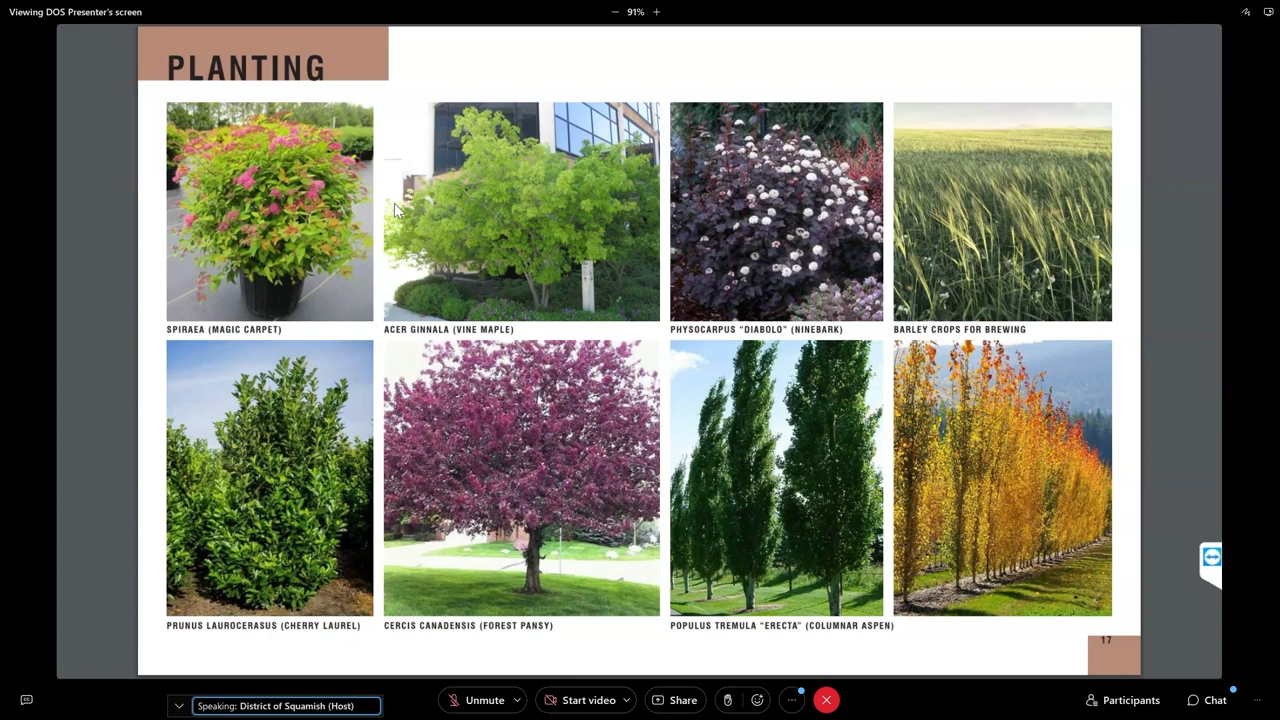 Viewing DOS Presenter's screen
91%
PLANTING
SPIRAEA (MAGIC CARPET)
ACER GINNALA (VINE MAPLE)
PHYSOCARPUS “DIABOLO” (NINEBARK)
BARLEY CROPS FOR BREWING
PRUNUS LAUROCERASUS (CHERRY LAUREL)
CERCIS CANADENSIS (FOREST PANSY)
POPULUS TREMULA “ERECTA” (COLUMNAR ASPEN)
17
Speaking: District of Squamish (Host)
Unmute
Start video
Share
Participants
Chat